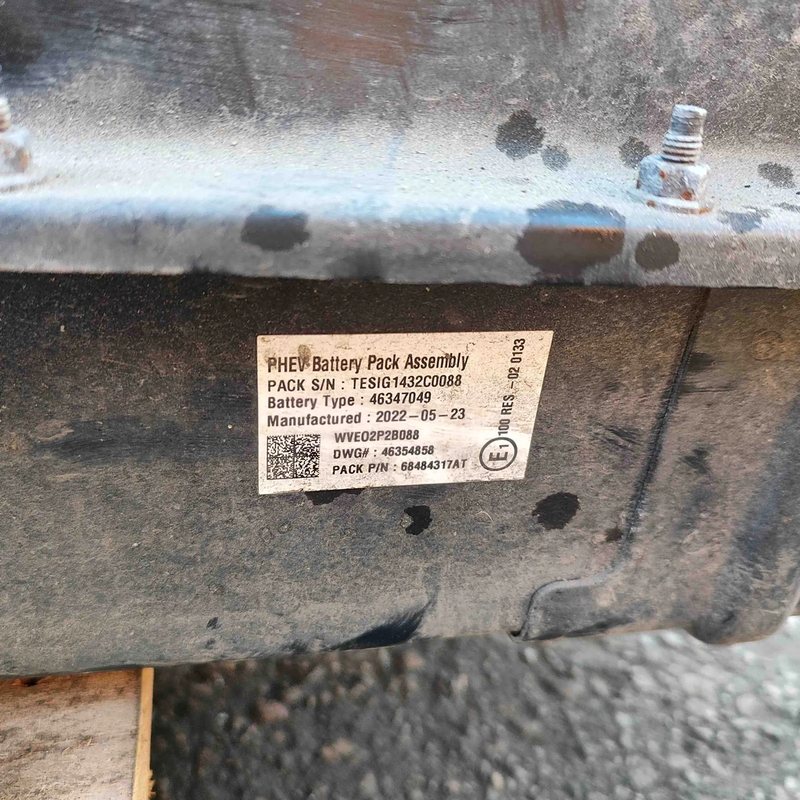 PHEV Battery Pack Assembly
PACK S/N : TESIG1432C0088
Battery Type : 46347049
Manufactured : 2022-05-23
WVE02P2B088
DWG# : 46354858
PACK P/N : 68484317AT
E1
100 RES.-02 0133